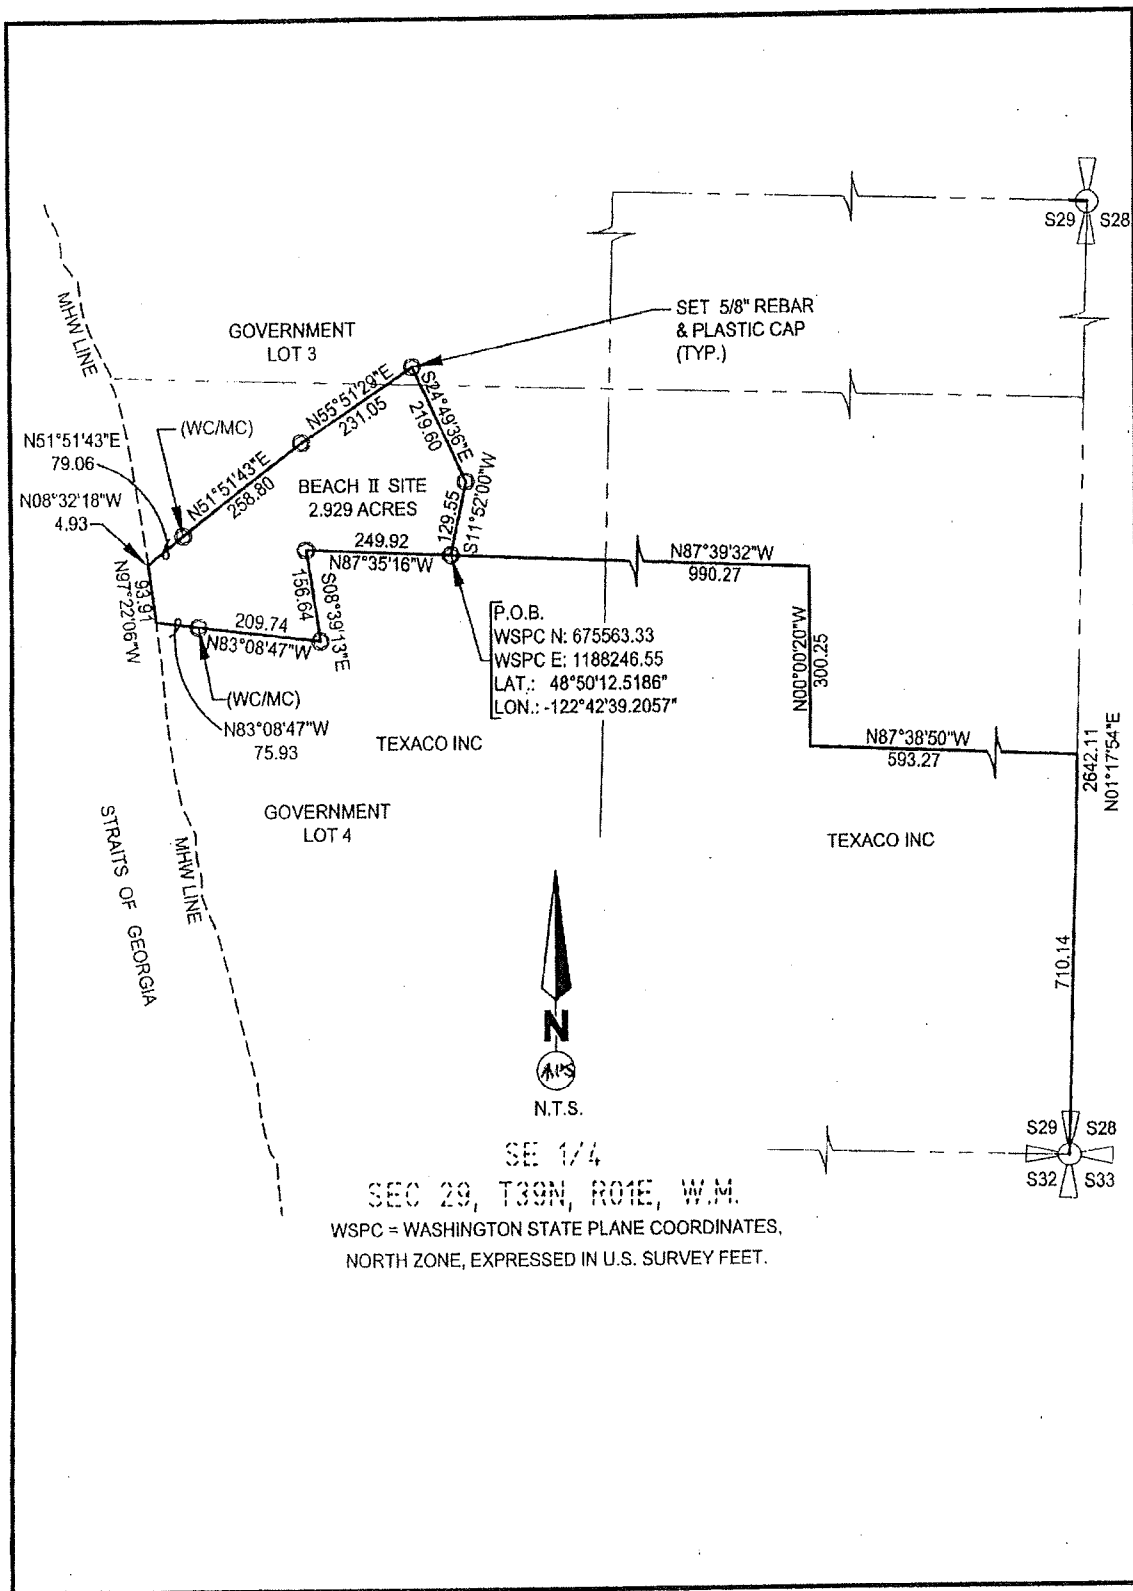 S29 S28
SET 5/8" REBAR
& PLASTIC CAP
(TYP.)
GOVERNMENT
LOT 3
MHW LINE
N55°51'29"E
231.05
S24°49'36"E
219.60
(WC/MC)
N51°51'43"E
79.06
N08°32'18"W
4.93
N51°51'43"E
258.80
BEACH II SITE
2.929 ACRES
129.55
S11°52'00"W
249.92
N87°35'16"W
N87°39'32"W
990.27
93.91
N97°22'06"W
156.64
S08°39'13"E
209.74
N83°08'47"W
P.O.B.
WSPC N: 675563.33
WSPC E: 1188246.55
LAT.: 48°50'12.5186"
LON.: -122°42'39.2057"
N00°00'20"W
300.25
(WC/MC)
N83°08'47"W
75.93
TEXACO INC
N87°38'50"W
593.27
2642.11
N01°17'54"E
GOVERNMENT
LOT 4
TEXACO INC
STRAITS OF GEORGIA
MHW LINE
710.14
N
N.T.S.
S29 S28
S32 S33
SE 1/4
SEC 29, T39N, R01E, W.M.
WSPC = WASHINGTON STATE PLANE COORDINATES,
NORTH ZONE, EXPRESSED IN U.S. SURVEY FEET.